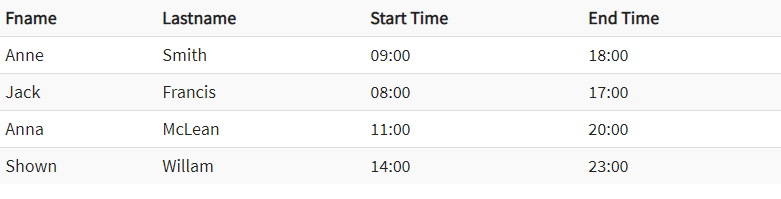 Fname Lastname Start Time End Time
Anne Smith 09:00 18:00
Jack Francis 08:00 17:00
Anna McLean 11:00 20:00
Shown Willam 14:00 23:00